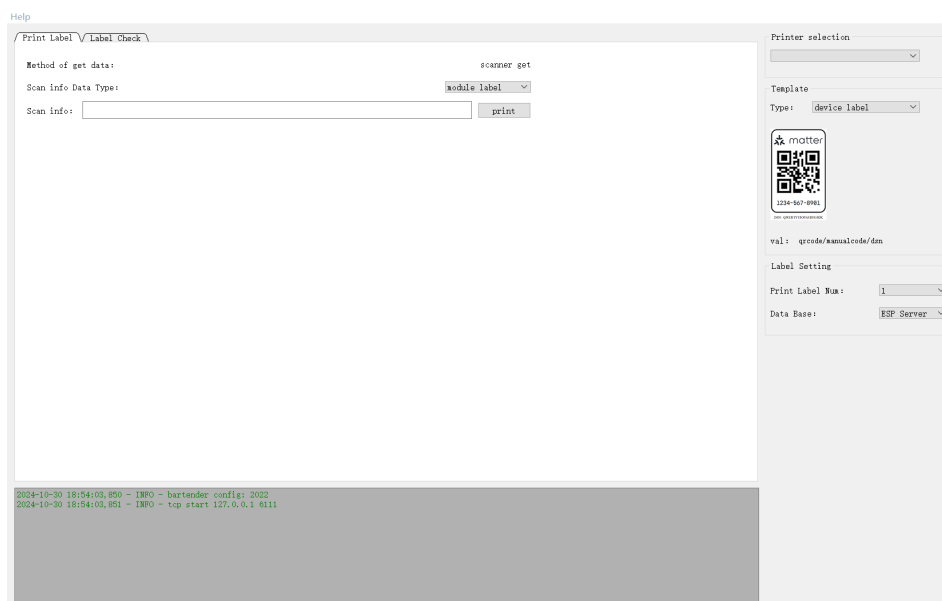 Help
Print Label
Label Check
Method of get data:
scanner get
Scan info Data Type:
module label
Scan info:
print
2024-10-30 18:54:03,850 - INFO - bartender config: 2022
2024-10-30 18:54:03,851 - INFO - tcp start 127.0.0.1 6111
Printer selection
Template
Type:
device label
matter
1234-567-8901
val: qrcode/manualcode/dzn
Label Setting
Print Label Num:
1
Data Base:
ESP Server